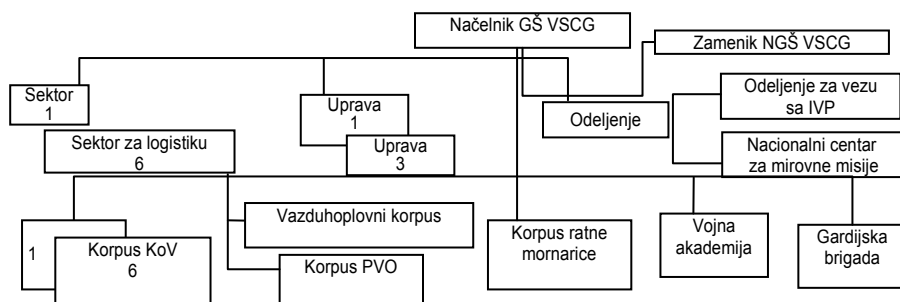 Načelnik GŠ VSCG
Zamenik NGŠ VSCG
Sektor
1
Uprava
1
Odeljenje
Odeljenje za vezu
sa IVP
Sektor za logistiku
6
Uprava
3
Nacionalni centar
za mirovne misije
1
Korpus KoV
6
Vazduhoplovni korpus
Korpus PVO
Korpus ratne
mornarice
Vojna
akademija
Gardijska
brigada